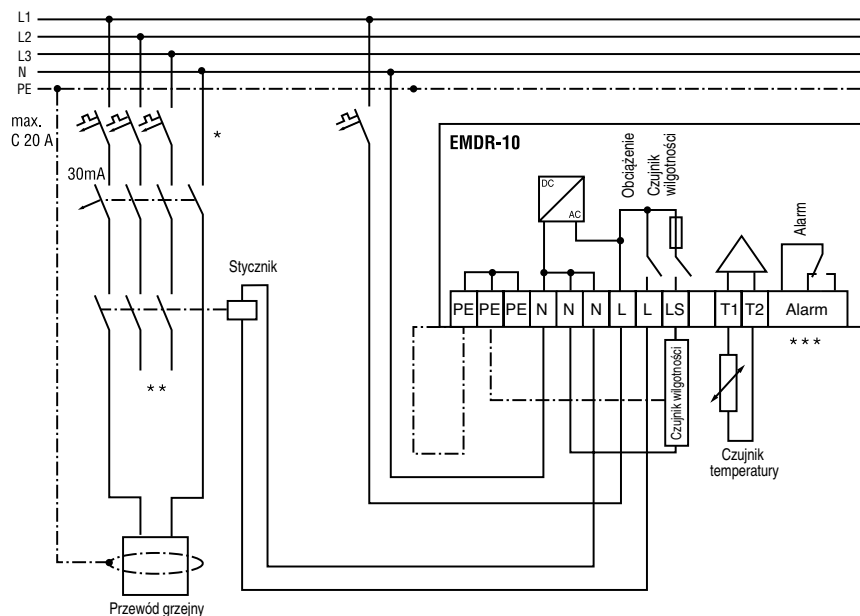 L1
L2
L3
N
PE
max.
C 20 A
*
30mA
EMDR-10
DC
AC
Obciążenie
Czujnik
wilgotności
Alarm
Stycznik
PE PE PE N N N L L LS T1 T2 Alarm
* * *
* *
Czujnik wilgotności
Czujnik
temperatury
Przewód grzejny